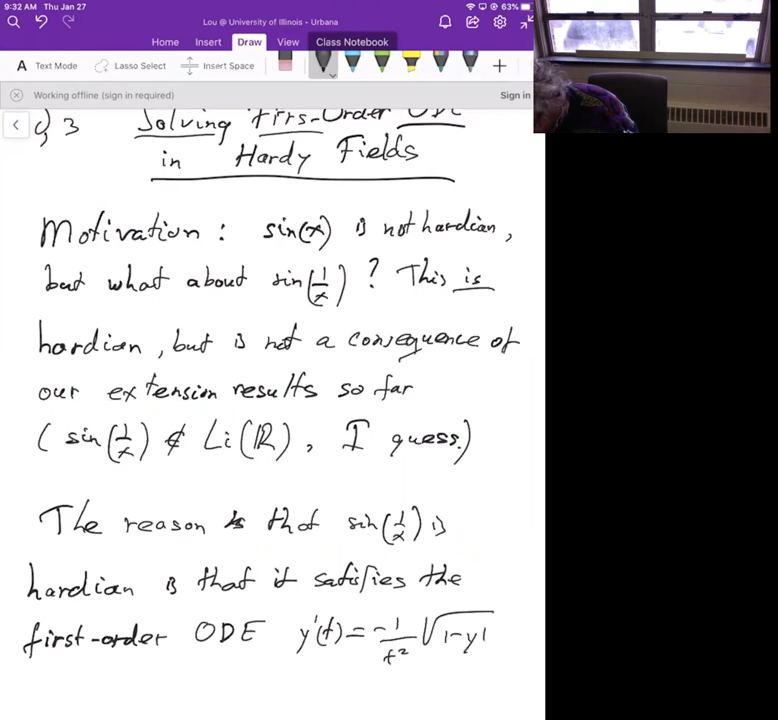 9:32 AM Thu Jan 27
63%
Lou @ University of Illinois - Urbana
Home Insert Draw View Class Notebook
A Text Mode Lasso Select Insert Space
Working offline (sign in required) Sign in
§ 3 Solving Firs-Order ODE
in Hardy Fields
Motivation : sin(x) is not hardian,
but what about sin(1/x) ? This is
hardian, but is not a consequence of
our extension results so far
( sin(1/x) ∉ Li(ℝ), I guess.)
The reason is that sin(1/x) is
hardian is that it satisfies the
first-order ODE y'(t) = -1/t² √1-y